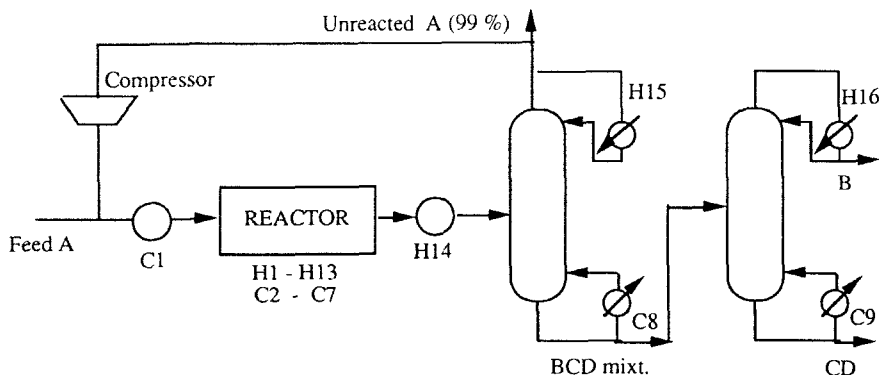 Unreacted A (99 %)
Compressor
H15
H16
B
REACTOR
Feed A
C1
H14
H1 - H13
C2 - C7
C8
C9
BCD mixt.
CD